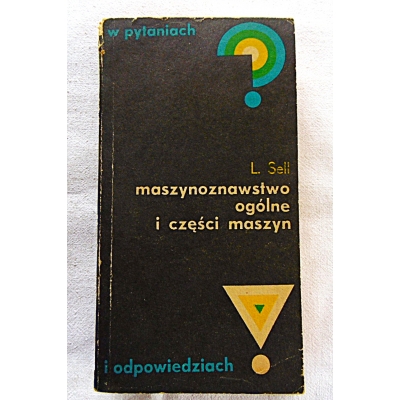 w pytaniach
L. Sell
maszynoznawstwo
ogólne
i części maszyn
i odpowiedziach